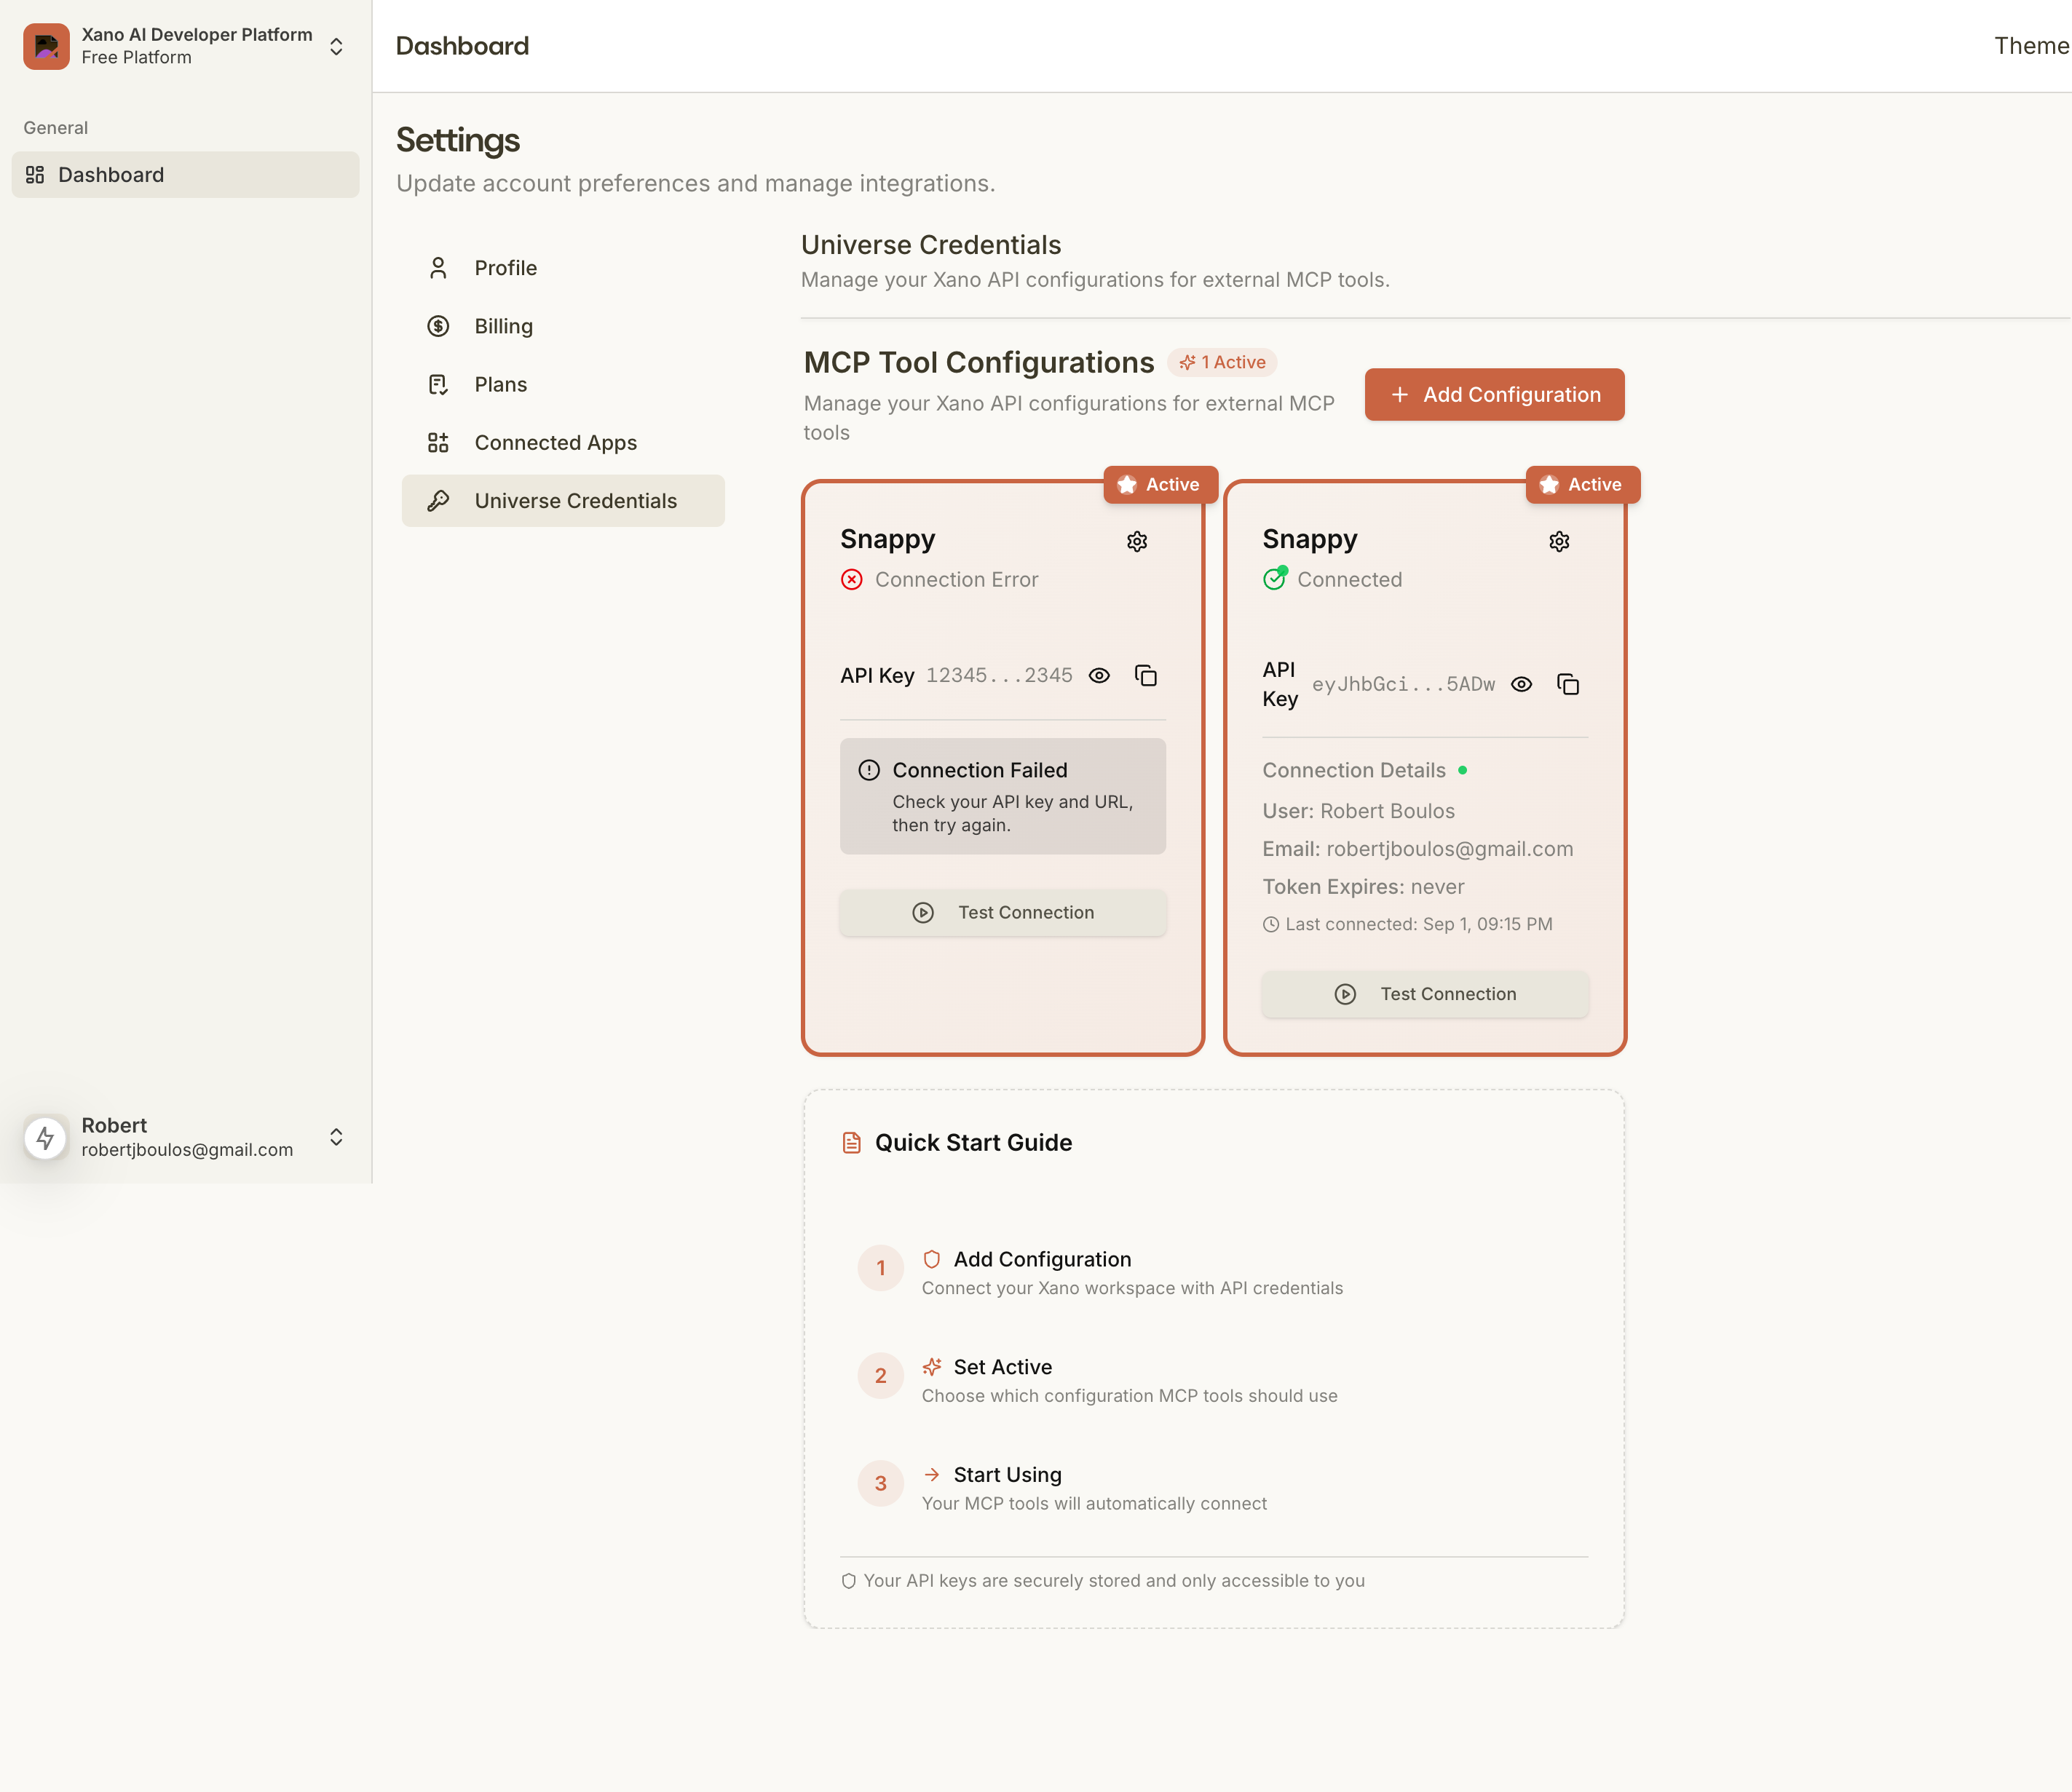 Xano AI Developer Platform
Free Platform
General
Dashboard
Robert
robertjboulos@gmail.com
Dashboard
Theme
Settings
Update account preferences and manage integrations.
Profile
Billing
Plans
Connected Apps
Universe Credentials
Universe Credentials
Manage your Xano API configurations for external MCP tools.
MCP Tool Configurations
1 Active
Manage your Xano API configurations for external MCP
tools
Add Configuration
Active
Snappy
Connection Error
API Key 12345...2345
Connection Failed
Check your API key and URL,
then try again.
Test Connection
Active
Snappy
Connected
API
Key
eyJhbGci...5ADw
Connection Details
User: Robert Boulos
Email: robertjboulos@gmail.com
Token Expires: never
Last connected: Sep 1, 09:15 PM
Test Connection
Quick Start Guide
1
Add Configuration
Connect your Xano workspace with API credentials
2
Set Active
Choose which configuration MCP tools should use
3
Start Using
Your MCP tools will automatically connect
Your API keys are securely stored and only accessible to you